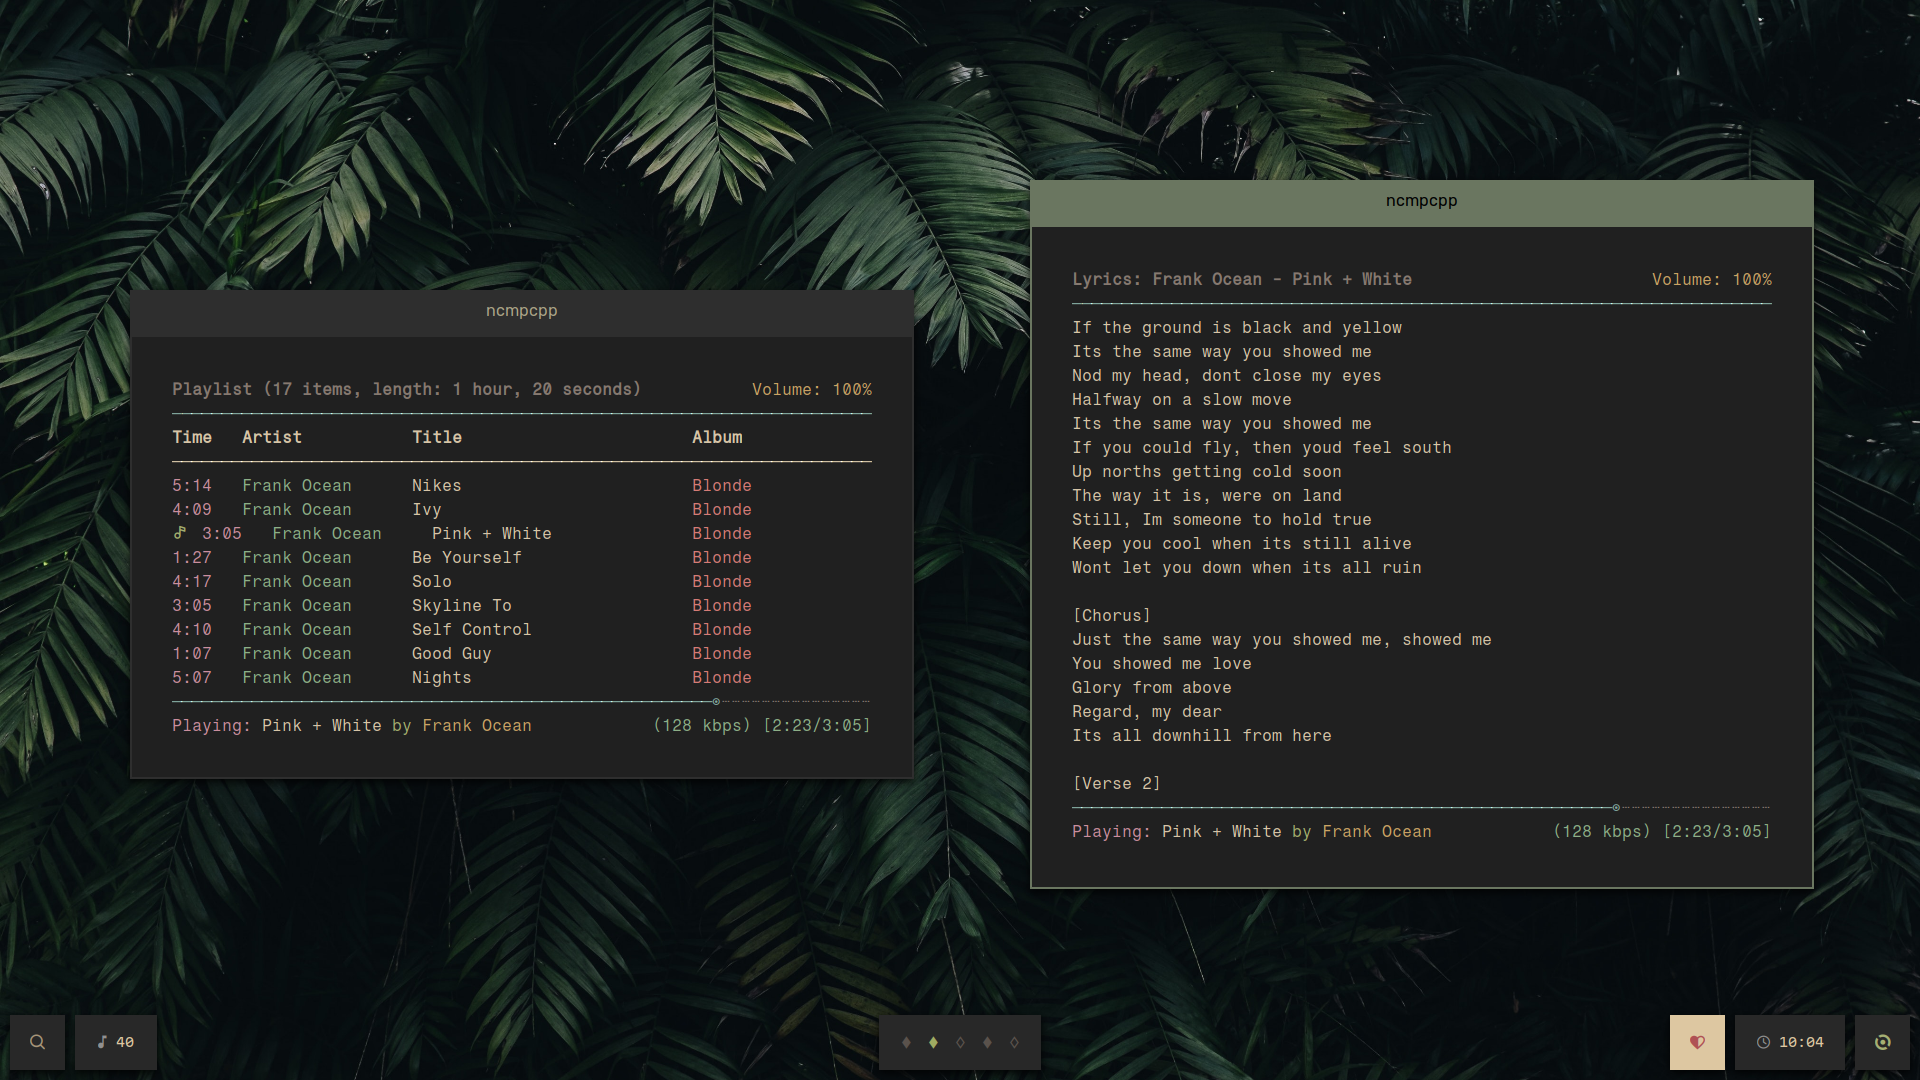 ncmpcpp
Playlist (17 items, length: 1 hour, 20 seconds) Volume: 100%
Time Artist Title Album
5:14 Frank Ocean Nikes Blonde
4:09 Frank Ocean Ivy Blonde
3:05 Frank Ocean Pink + White Blonde
1:27 Frank Ocean Be Yourself Blonde
4:17 Frank Ocean Solo Blonde
3:05 Frank Ocean Skyline To Blonde
4:10 Frank Ocean Self Control Blonde
1:07 Frank Ocean Good Guy Blonde
5:07 Frank Ocean Nights Blonde
Playing: Pink + White by Frank Ocean (128 kbps) [2:23/3:05]
ncmpcpp
Lyrics: Frank Ocean - Pink + White Volume: 100%
If the ground is black and yellow
Its the same way you showed me
Nod my head, dont close my eyes
Halfway on a slow move
Its the same way you showed me
If you could fly, then youd feel south
Up norths getting cold soon
The way it is, were on land
Still, Im someone to hold true
Keep you cool when its still alive
Wont let you down when its all ruin
[Chorus]
Just the same way you showed me, showed me
You showed me love
Glory from above
Regard, my dear
Its all downhill from here
[Verse 2]
Playing: Pink + White by Frank Ocean (128 kbps) [2:23/3:05]
40
10:04